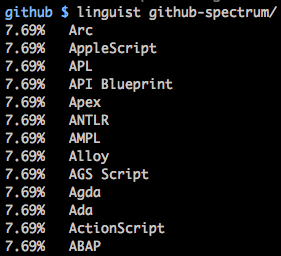 github $ linguist github-spectrum/
7.69% Arc
7.69% AppleScript
7.69% APL
7.69% API Blueprint
7.69% Apex
7.69% ANTLR
7.69% AMPL
7.69% Alloy
7.69% AGS Script
7.69% Agda
7.69% Ada
7.69% ActionScript
7.69% ABAP